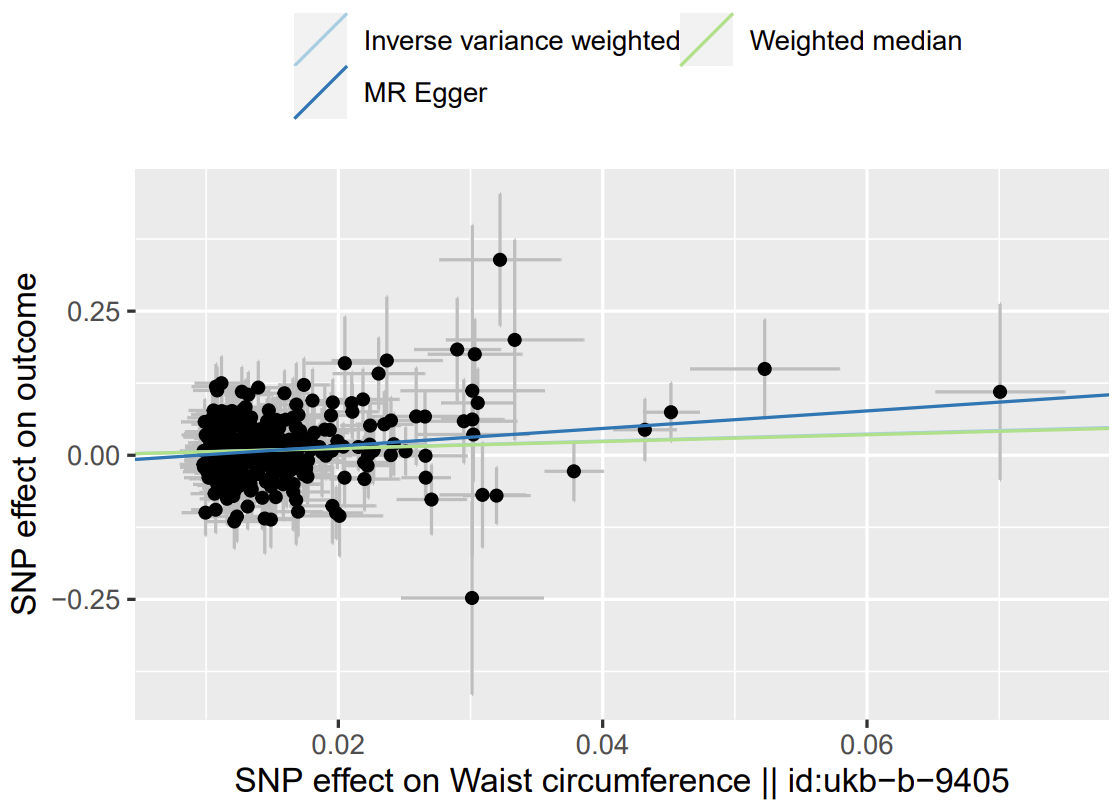 Inverse variance weighted
Weighted median
MR Egger
SNP effect on outcome
0.25
0.00
−0.25
0.02
0.04
0.06
SNP effect on Waist circumference || id:ukb−b−9405